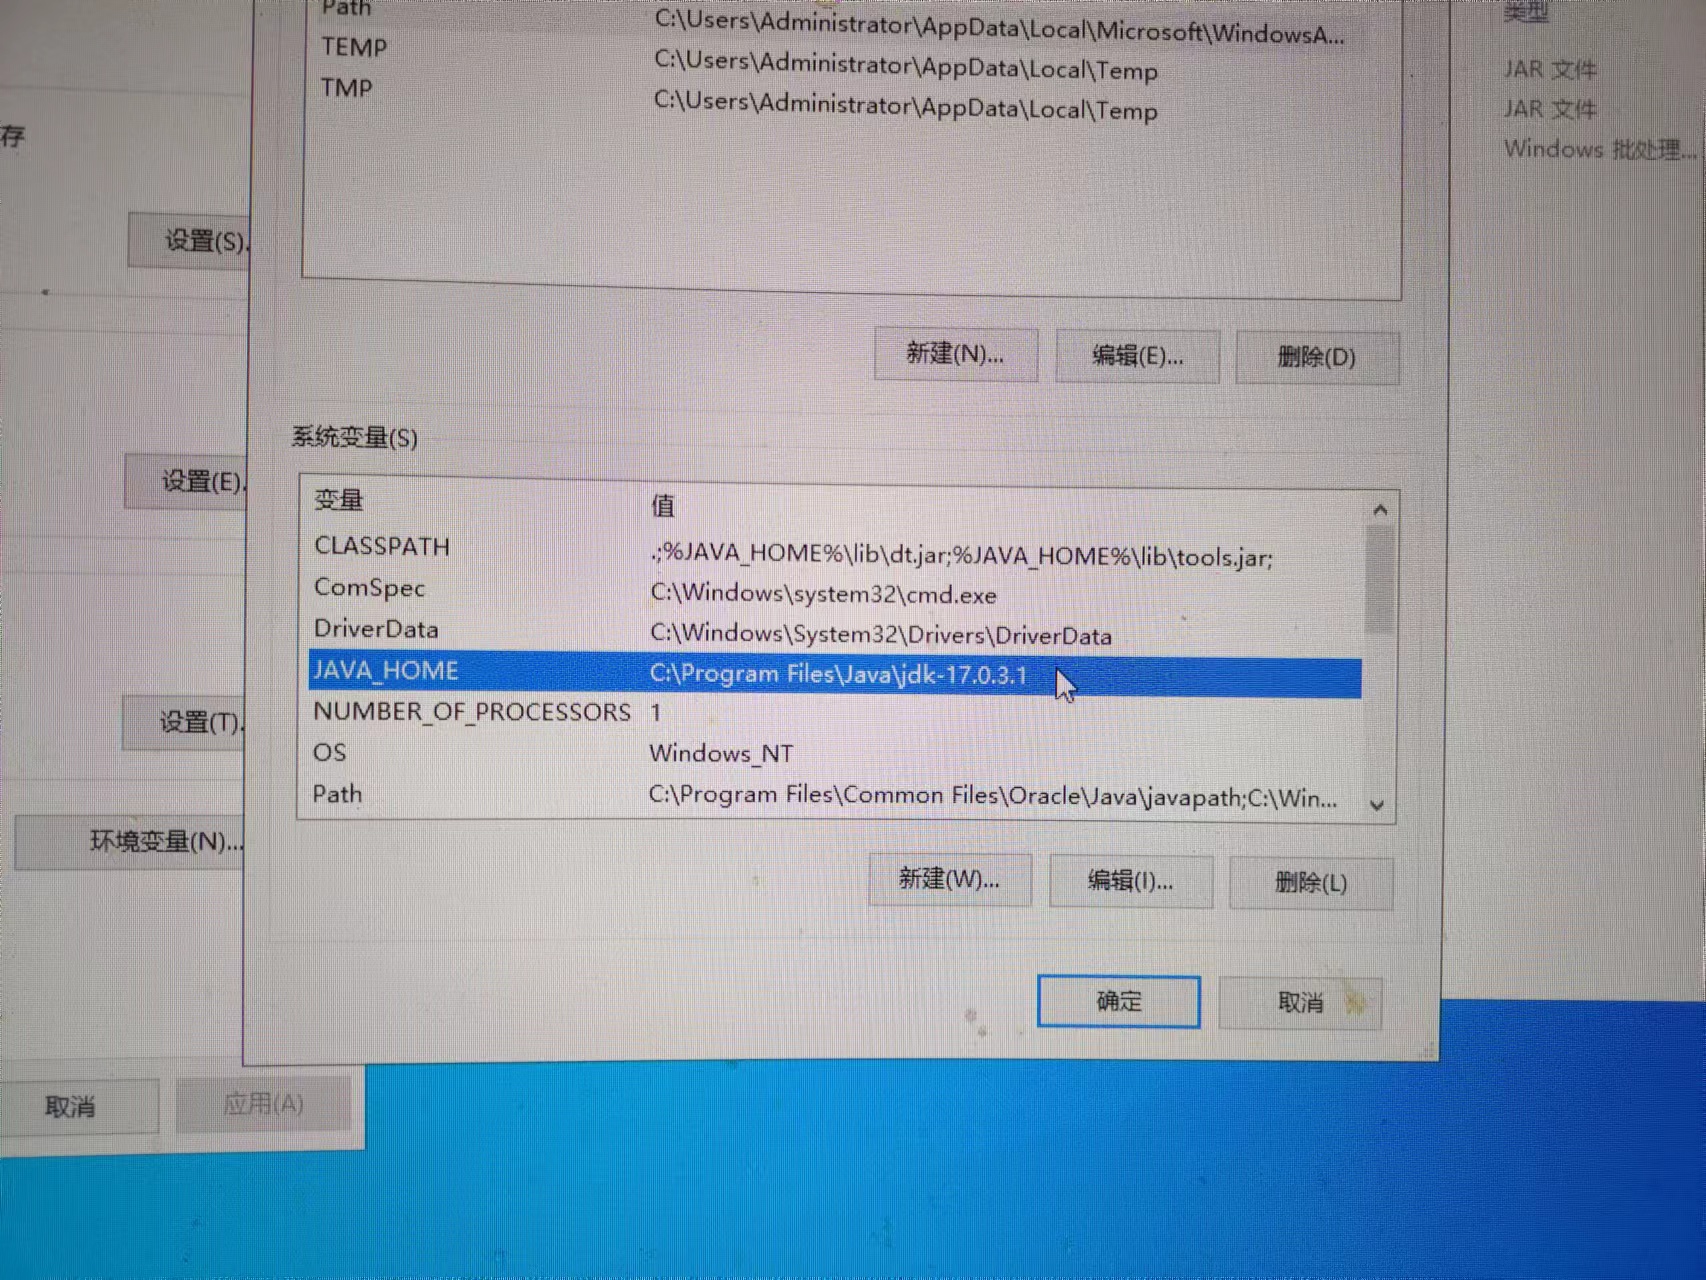 Path C:\Users\Administrator\AppData\Local\Microsoft\WindowsA...
TEMP C:\Users\Administrator\AppData\Local\Temp
TMP C:\Users\Administrator\AppData\Local\Temp
类型
JAR 文件
JAR 文件
Windows 批处理...
存
设置(S).
新建(N)... 编辑(E)... 删除(D)
系统变量(S)
设置(E).
变量 值
CLASSPATH .;%JAVA_HOME%\lib\dt.jar;%JAVA_HOME%\lib\tools.jar;
ComSpec C:\Windows\system32\cmd.exe
DriverData C:\Windows\System32\Drivers\DriverData
JAVA_HOME C:\Program Files\Java\jdk-17.0.3.1
NUMBER_OF_PROCESSORS 1
OS Windows_NT
Path C:\Program Files\Common Files\Oracle\Java\javapath;C:\Win...
设置(T).
环境变量(N)...
新建(W)... 编辑(I)... 删除(L)
确定 取消
取消 应用(A)